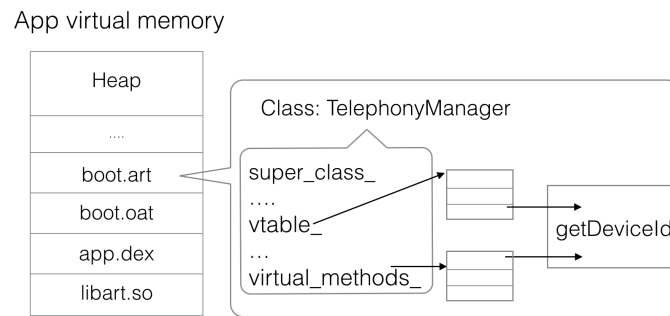 App virtual memory
Heap
....
boot.art
boot.oat
app.dex
libart.so
Class: TelephonyManager
super_class_
....
vtable_
...
virtual_methods_
getDeviceId